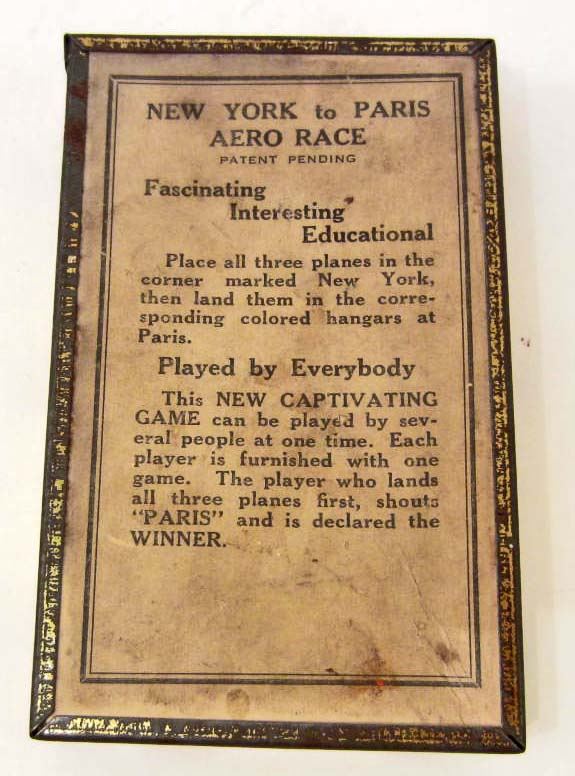 NEW YORK to PARIS
AERO RACE
PATENT PENDING
Fascinating
Interesting
Educational
Place all three planes in the
corner marked New York,
then land them in the corre-
sponding colored hangars at
Paris.
Played by Everybody
This NEW CAPTIVATING
GAME can be played by sev-
eral people at one time. Each
player is furnished with one
game. The player who lands
all three planes first, shouts
"PARIS" and is declared the
WINNER.